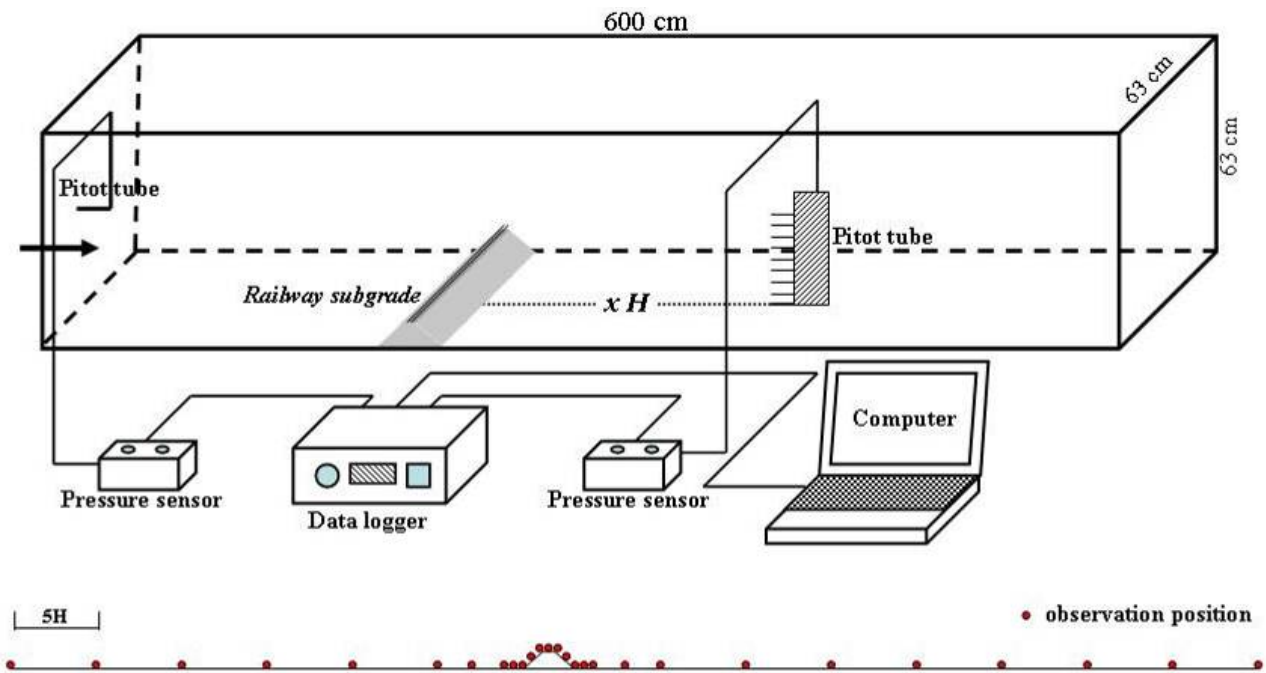 600 cm
63 cm
63 cm
Pitot tube
Pitot tube
Railway subgrade
x H
Computer
Pressure sensor
Data logger
Pressure sensor
5H
observation position